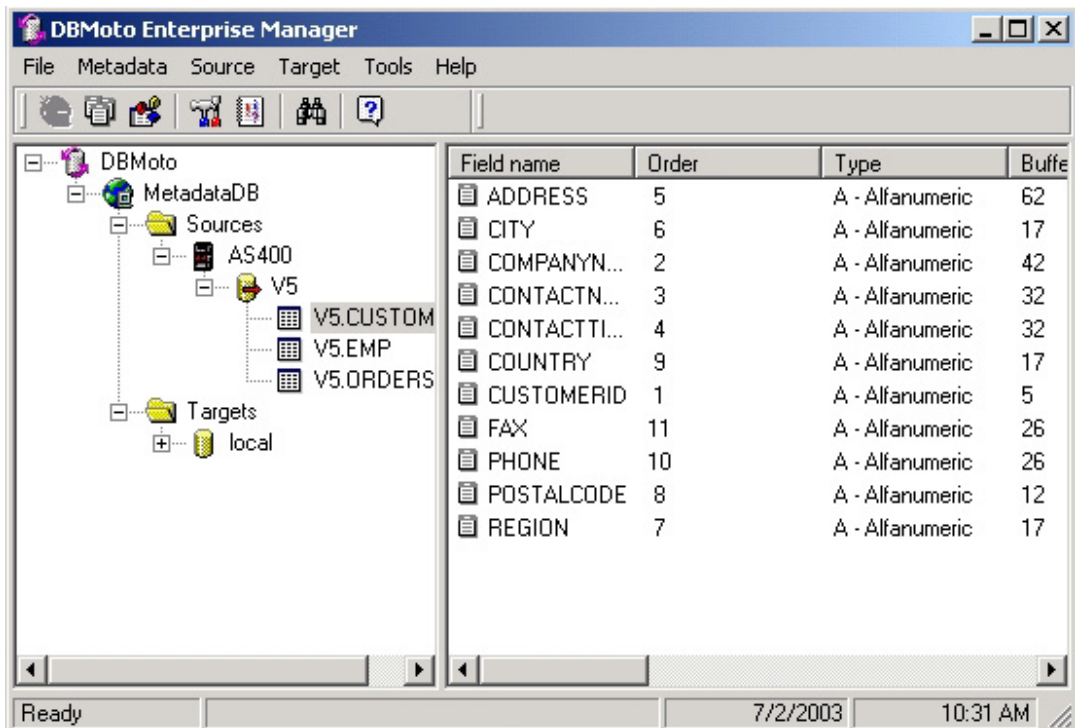 DBMoto Enterprise Manager
File Metadata Source Target Tools Help
DBMoto
MetadataDB
Sources
AS400
V5
V5.CUSTOM
V5.EMP
V5.ORDERS
Targets
local
Field name Order Type Buffe
ADDRESS 5 A - Alfanumeric 62
CITY 6 A - Alfanumeric 17
COMPANYN... 2 A - Alfanumeric 42
CONTACTN... 3 A - Alfanumeric 32
CONTACTTI... 4 A - Alfanumeric 32
COUNTRY 9 A - Alfanumeric 17
CUSTOMERID 1 A - Alfanumeric 5
FAX 11 A - Alfanumeric 26
PHONE 10 A - Alfanumeric 26
POSTALCODE 8 A - Alfanumeric 12
REGION 7 A - Alfanumeric 17
Ready 7/2/2003 10:31 AM